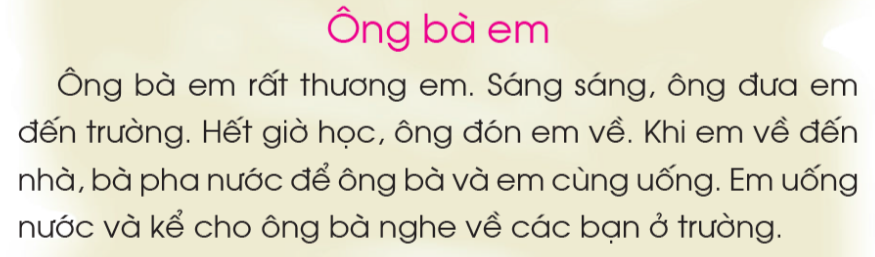 Ông bà em
Ông bà em rất thương em. Sáng sáng, ông đưa em
đến trường. Hết giờ học, ông đón em về. Khi em về đến
nhà, bà pha nước để ông bà và em cùng uống. Em uống
nước và kể cho ông bà nghe về các bạn ở trường.